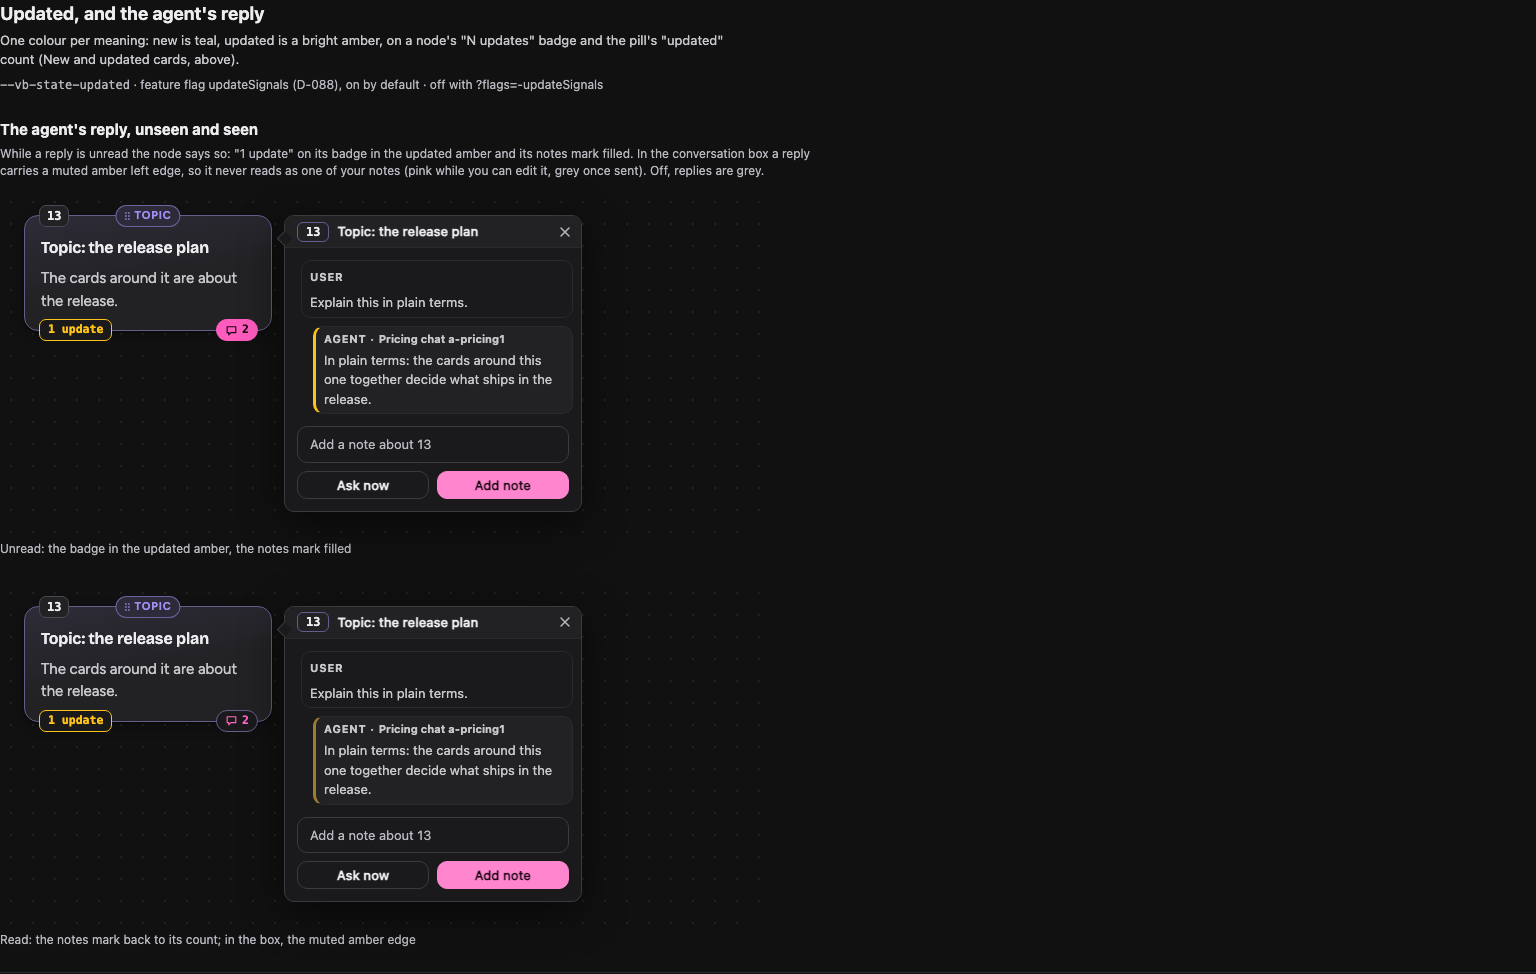 Updated, and the agent's reply
One colour per meaning: new is teal, updated is a bright amber, on a node's "N updates" badge and the pill's "updated"
count (New and updated cards, above).
--vb-state-updated · feature flag updateSignals (D-088), on by default · off with ?flags=-updateSignals
The agent's reply, unseen and seen
While a reply is unread the node says so: "1 update" on its badge in the updated amber and its notes mark filled. In the conversation box a reply
carries a muted amber left edge, so it never reads as one of your notes (pink while you can edit it, grey once sent). Off, replies are grey.
13
TOPIC
Topic: the release plan
The cards around it are about
the release.
1 update
2
13 Topic: the release plan
USER
Explain this in plain terms.
AGENT · Pricing chat a-pricing1
In plain terms: the cards around this
one together decide what ships in the
release.
Add a note about 13
Ask now
Add note
Unread: the badge in the updated amber, the notes mark filled
13
TOPIC
Topic: the release plan
The cards around it are about
the release.
1 update
2
13 Topic: the release plan
USER
Explain this in plain terms.
AGENT · Pricing chat a-pricing1
In plain terms: the cards around this
one together decide what ships in the
release.
Add a note about 13
Ask now
Add note
Read: the notes mark back to its count; in the box, the muted amber edge